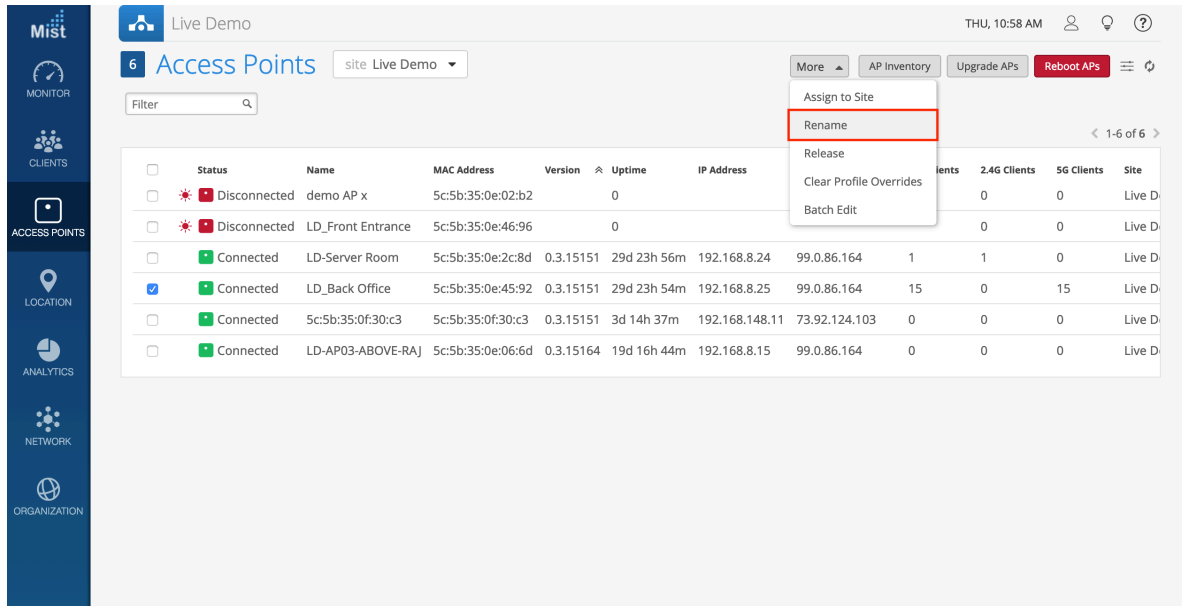 Mist
Live Demo
THU, 10:58 AM
?
MONITOR
CLIENTS
ACCESS POINTS
LOCATION
ANALYTICS
NETWORK
ORGANIZATION
6 Access Points site Live Demo
More AP Inventory Upgrade APs Reboot APs
Filter
Assign to Site
Rename
Release
Clear Profile Overrides
Batch Edit
1-6 of 6
Status Name MAC Address Version Uptime IP Address ients 2.4G Clients 5G Clients Site
Disconnected demo AP x 5c:5b:35:0e:02:b2 0 0 0 Live D
Disconnected LD_Front Entrance 5c:5b:35:0e:46:96 0 0 0 Live D
Connected LD-Server Room 5c:5b:35:0e:2c:8d 0.3.15151 29d 23h 56m 192.168.8.24 99.0.86.164 1 1 0 Live D
Connected LD_Back Office 5c:5b:35:0e:45:92 0.3.15151 29d 23h 54m 192.168.8.25 99.0.86.164 15 0 15 Live D
Connected 5c:5b:35:0f:30:c3 5c:5b:35:0f:30:c3 0.3.15151 3d 14h 37m 192.168.148.11 73.92.124.103 0 0 0 Live D
Connected LD-AP03-ABOVE-RAJ 5c:5b:35:0e:06:6d 0.3.15164 19d 16h 44m 192.168.8.15 99.0.86.164 0 0 0 Live D